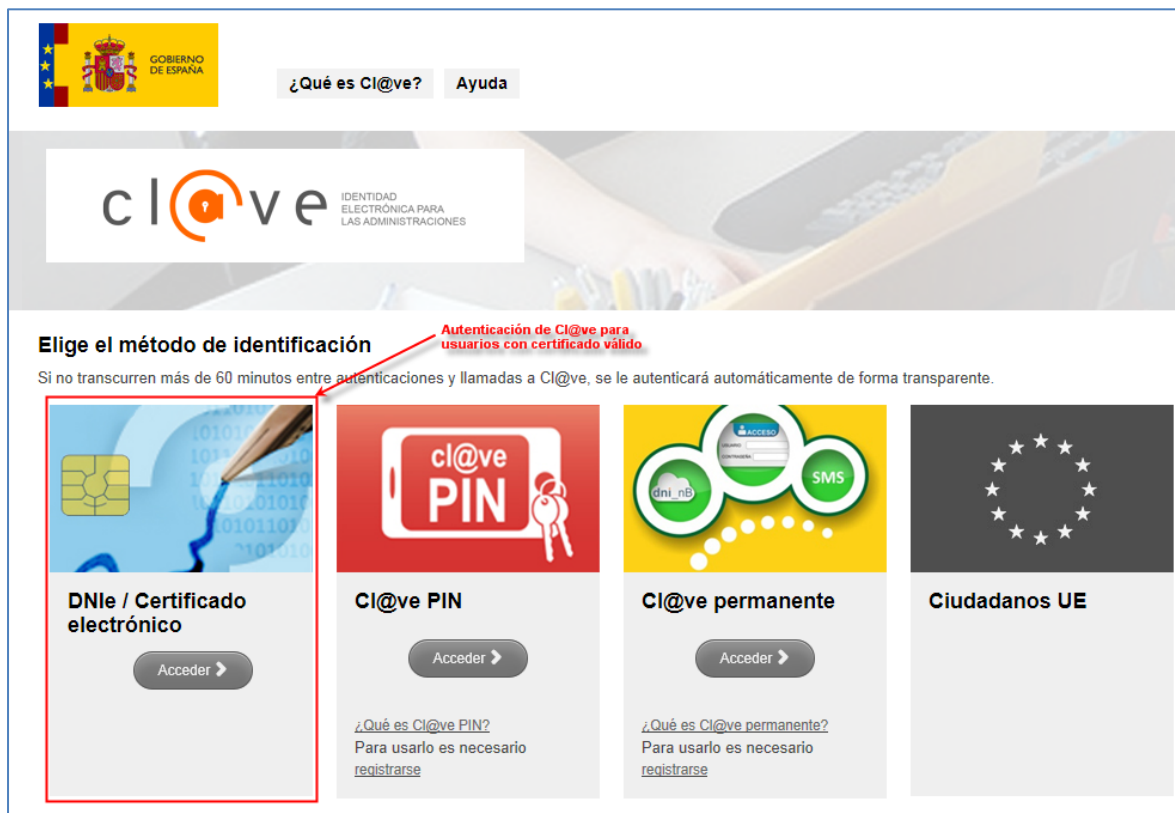 GOBIERNO
DE ESPAÑA
¿Qué es Cl@ve? Ayuda
cl@ve
IDENTIDAD
ELECTRÓNICA PARA
LAS ADMINISTRACIONES
Autenticación de Cl@ve para
usuarios con certificado válido
Elige el método de identificación
Si no transcurren más de 60 minutos entre autenticaciones y llamadas a Cl@ve, se le autenticará automáticamente de forma transparente.
DNIe / Certificado
electrónico
Acceder
cl@ve
PIN
Cl@ve PIN
Acceder
¿Qué es Cl@ve PIN?
Para usarlo es necesario
registrarse
ACCESO
USUARIO
CONTRASEÑA
dni_nB
SMS
Cl@ve permanente
Acceder
¿Qué es Cl@ve permanente?
Para usarlo es necesario
registrarse
Ciudadanos UE